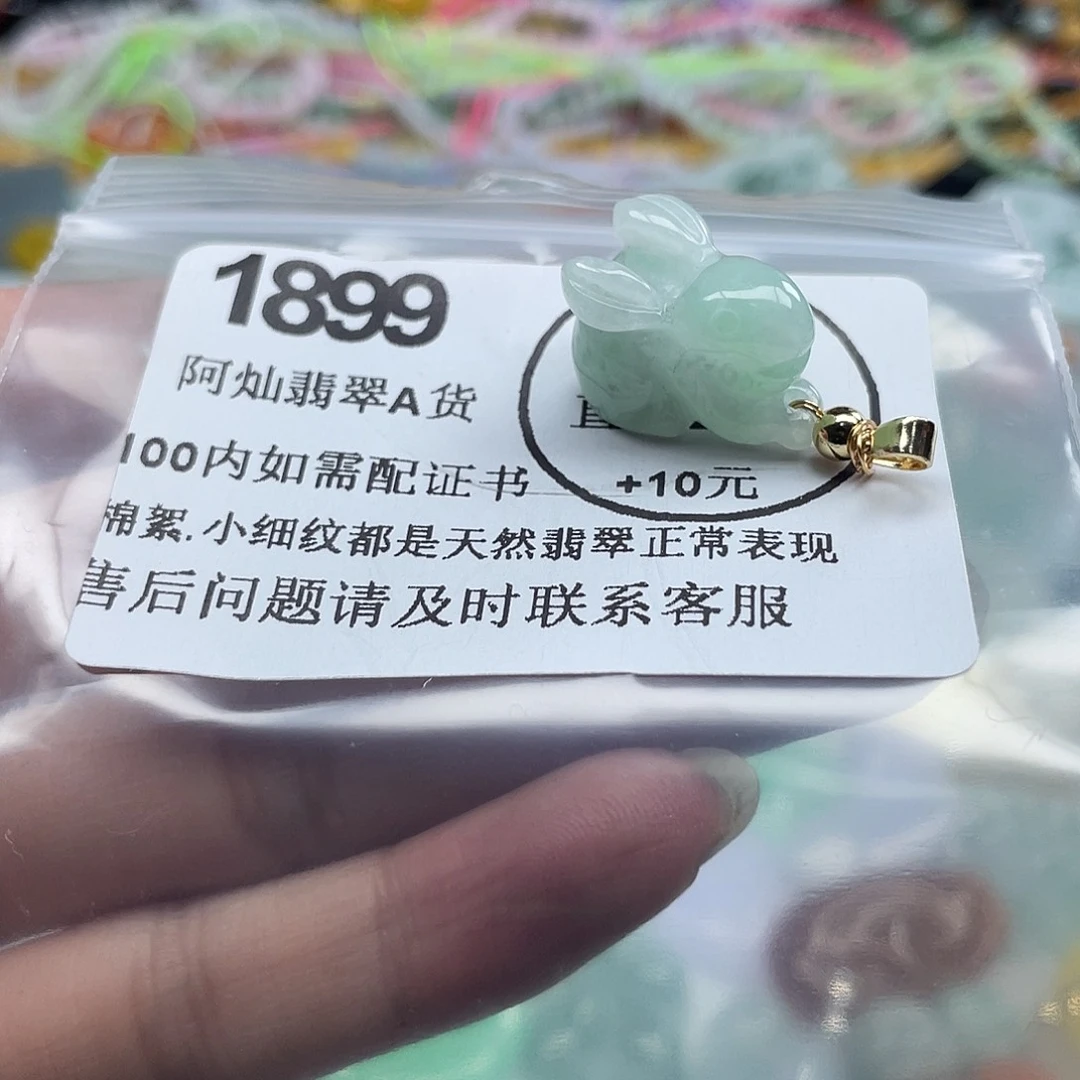 1899
阿灿翡翠A货
100内如需配证书
+10元
棉絮.小细纹都是天然翡翠正常表现
售后问题请及时联系客服